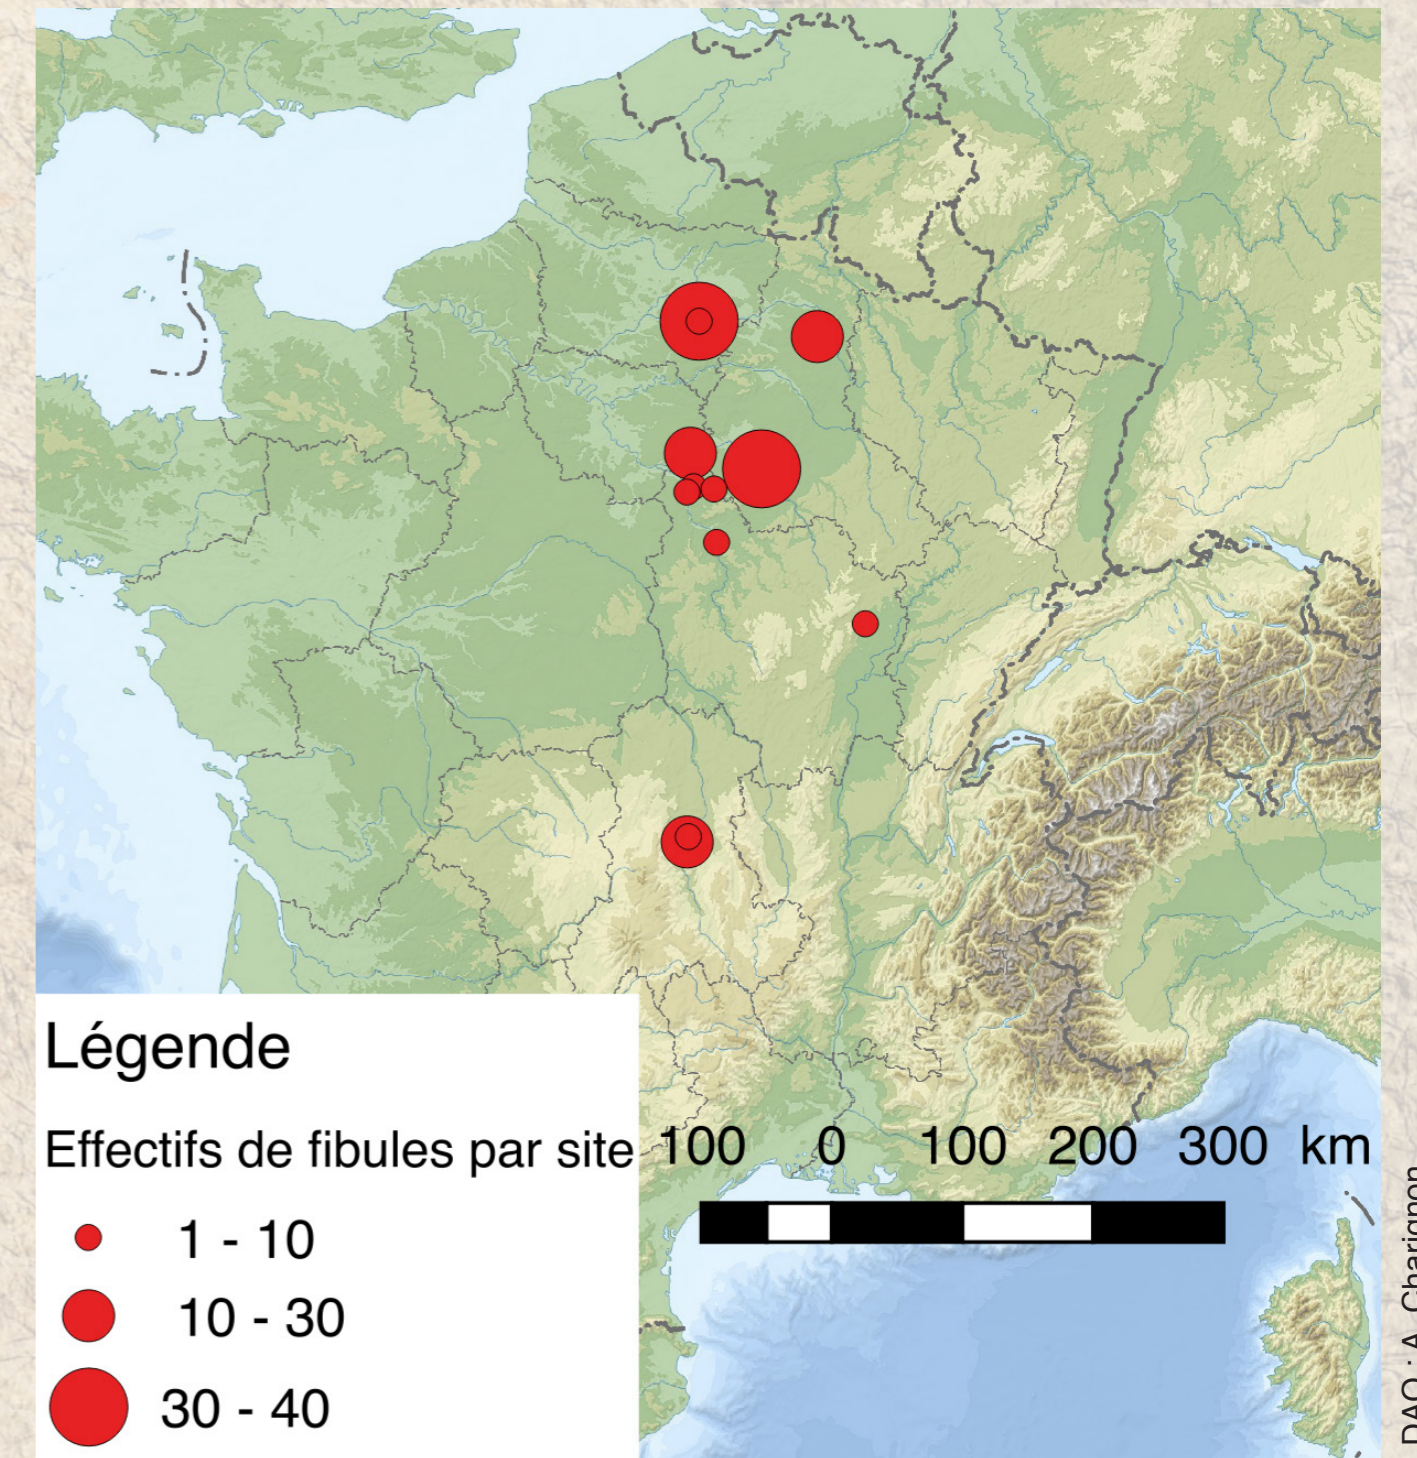 Légende
Effectifs de fibules par site
1 - 10
10 - 30
30 - 40
100 0 100 200 300 km
DAO : A. Charignon